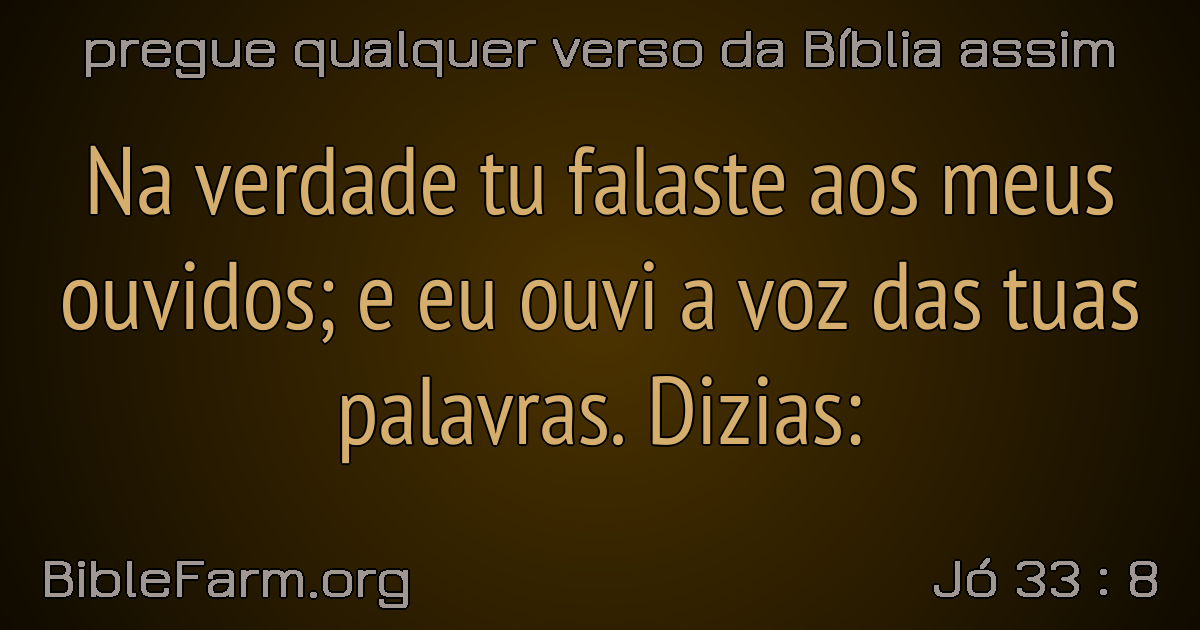 pregue qualquer verso da Bíblia assim
Na verdade tu falaste aos meus
ouvidos; e eu ouvi a voz das tuas
palavras. Dizias:
BibleFarm.org
Jó 33 : 8